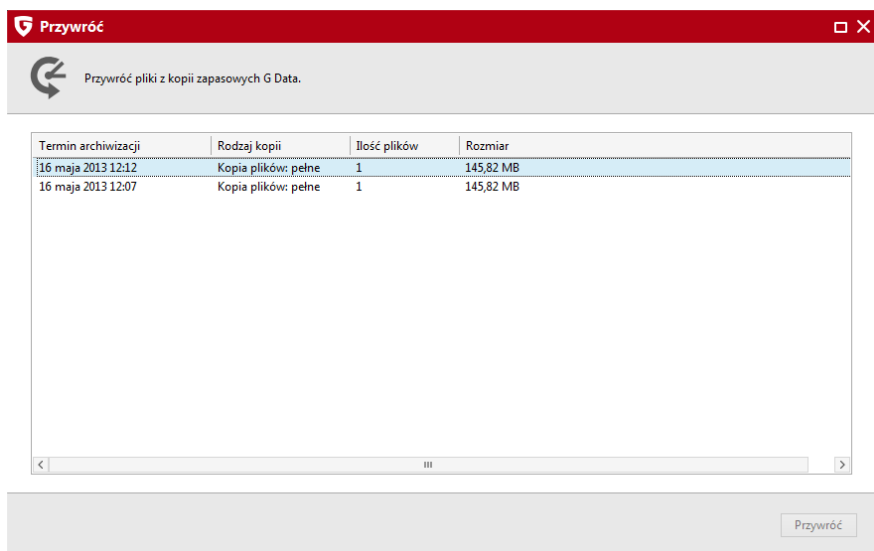 Przywróć
Przywróć pliki z kopii zapasowych G Data.
Termin archiwizacji Rodzaj kopii Ilość plików Rozmiar
16 maja 2013 12:12 Kopia plików: pełne 1 145,82 MB
16 maja 2013 12:07 Kopia plików: pełne 1 145,82 MB
Przywróć